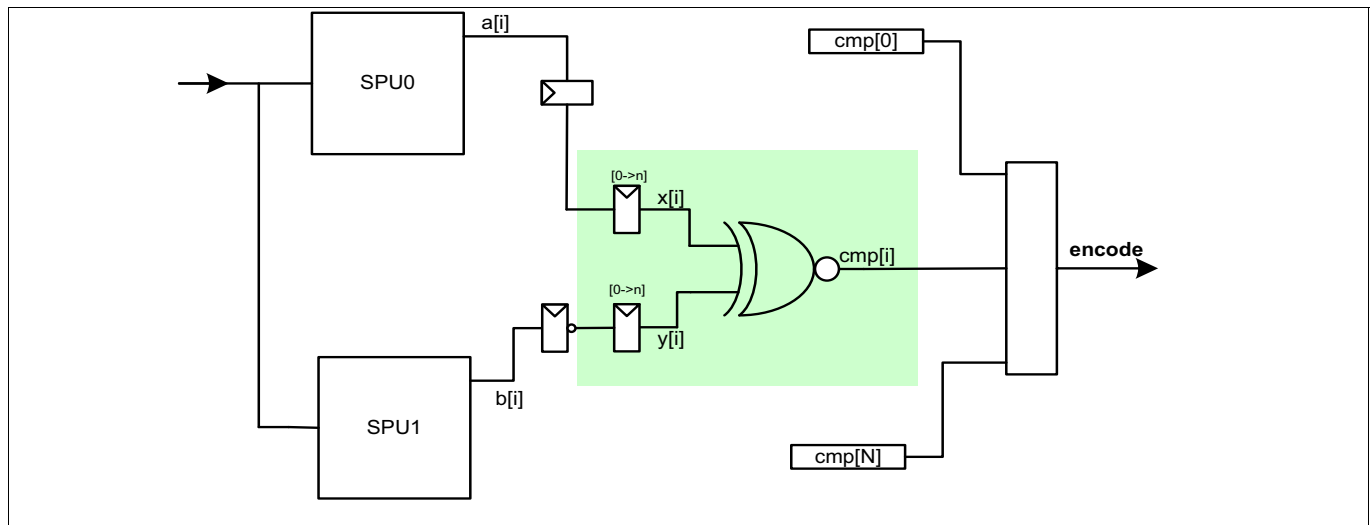 a[i]
cmp[0]
SPU0
[0->n]
x[i]
encode
cmp[i]
[0->n]
y[i]
b[i]
SPU1
cmp[N]